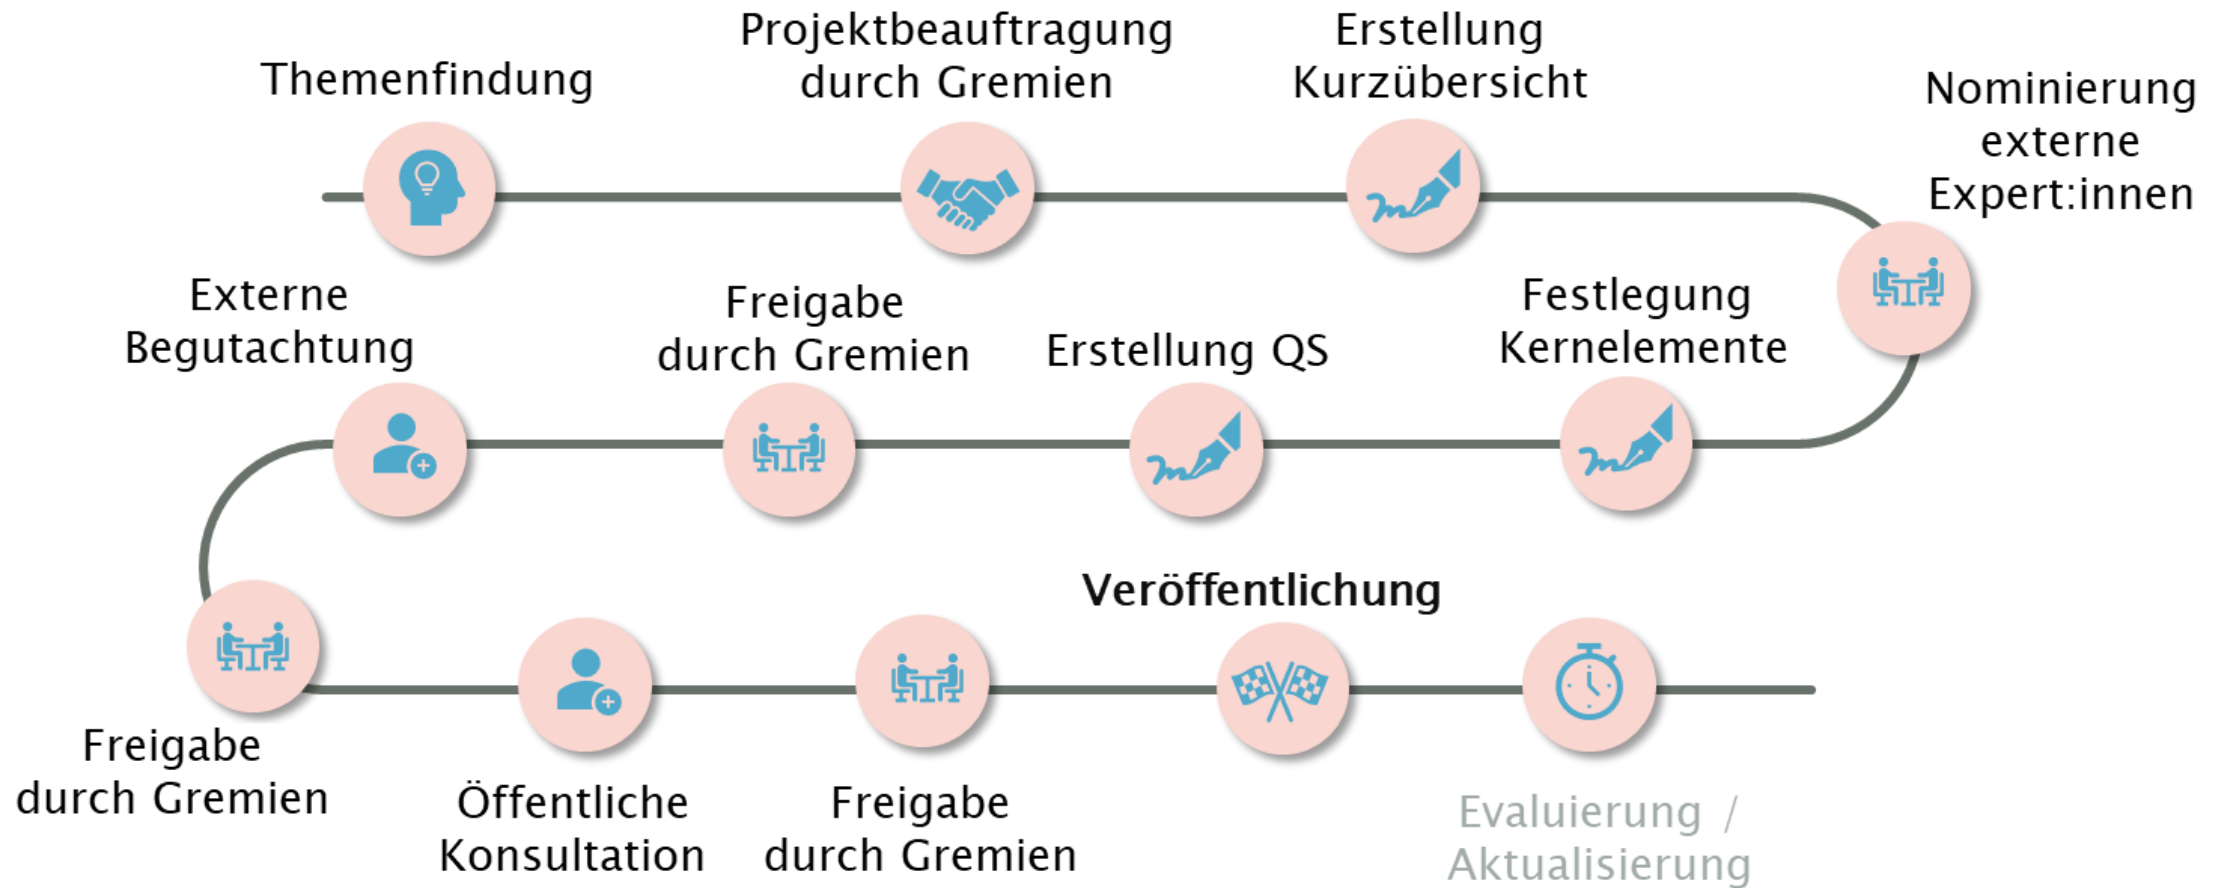 Themenfindung
Projektbeauftragung
durch Gremien
Erstellung
Kurzübersicht
Nominierung
externe
Expert:innen
Festlegung
Kernelemente
Erstellung QS
Freigabe
durch Gremien
Externe
Begutachtung
Freigabe
durch Gremien
Öffentliche
Konsultation
Freigabe
durch Gremien
Veröffentlichung
Evaluierung /
Aktualisierung